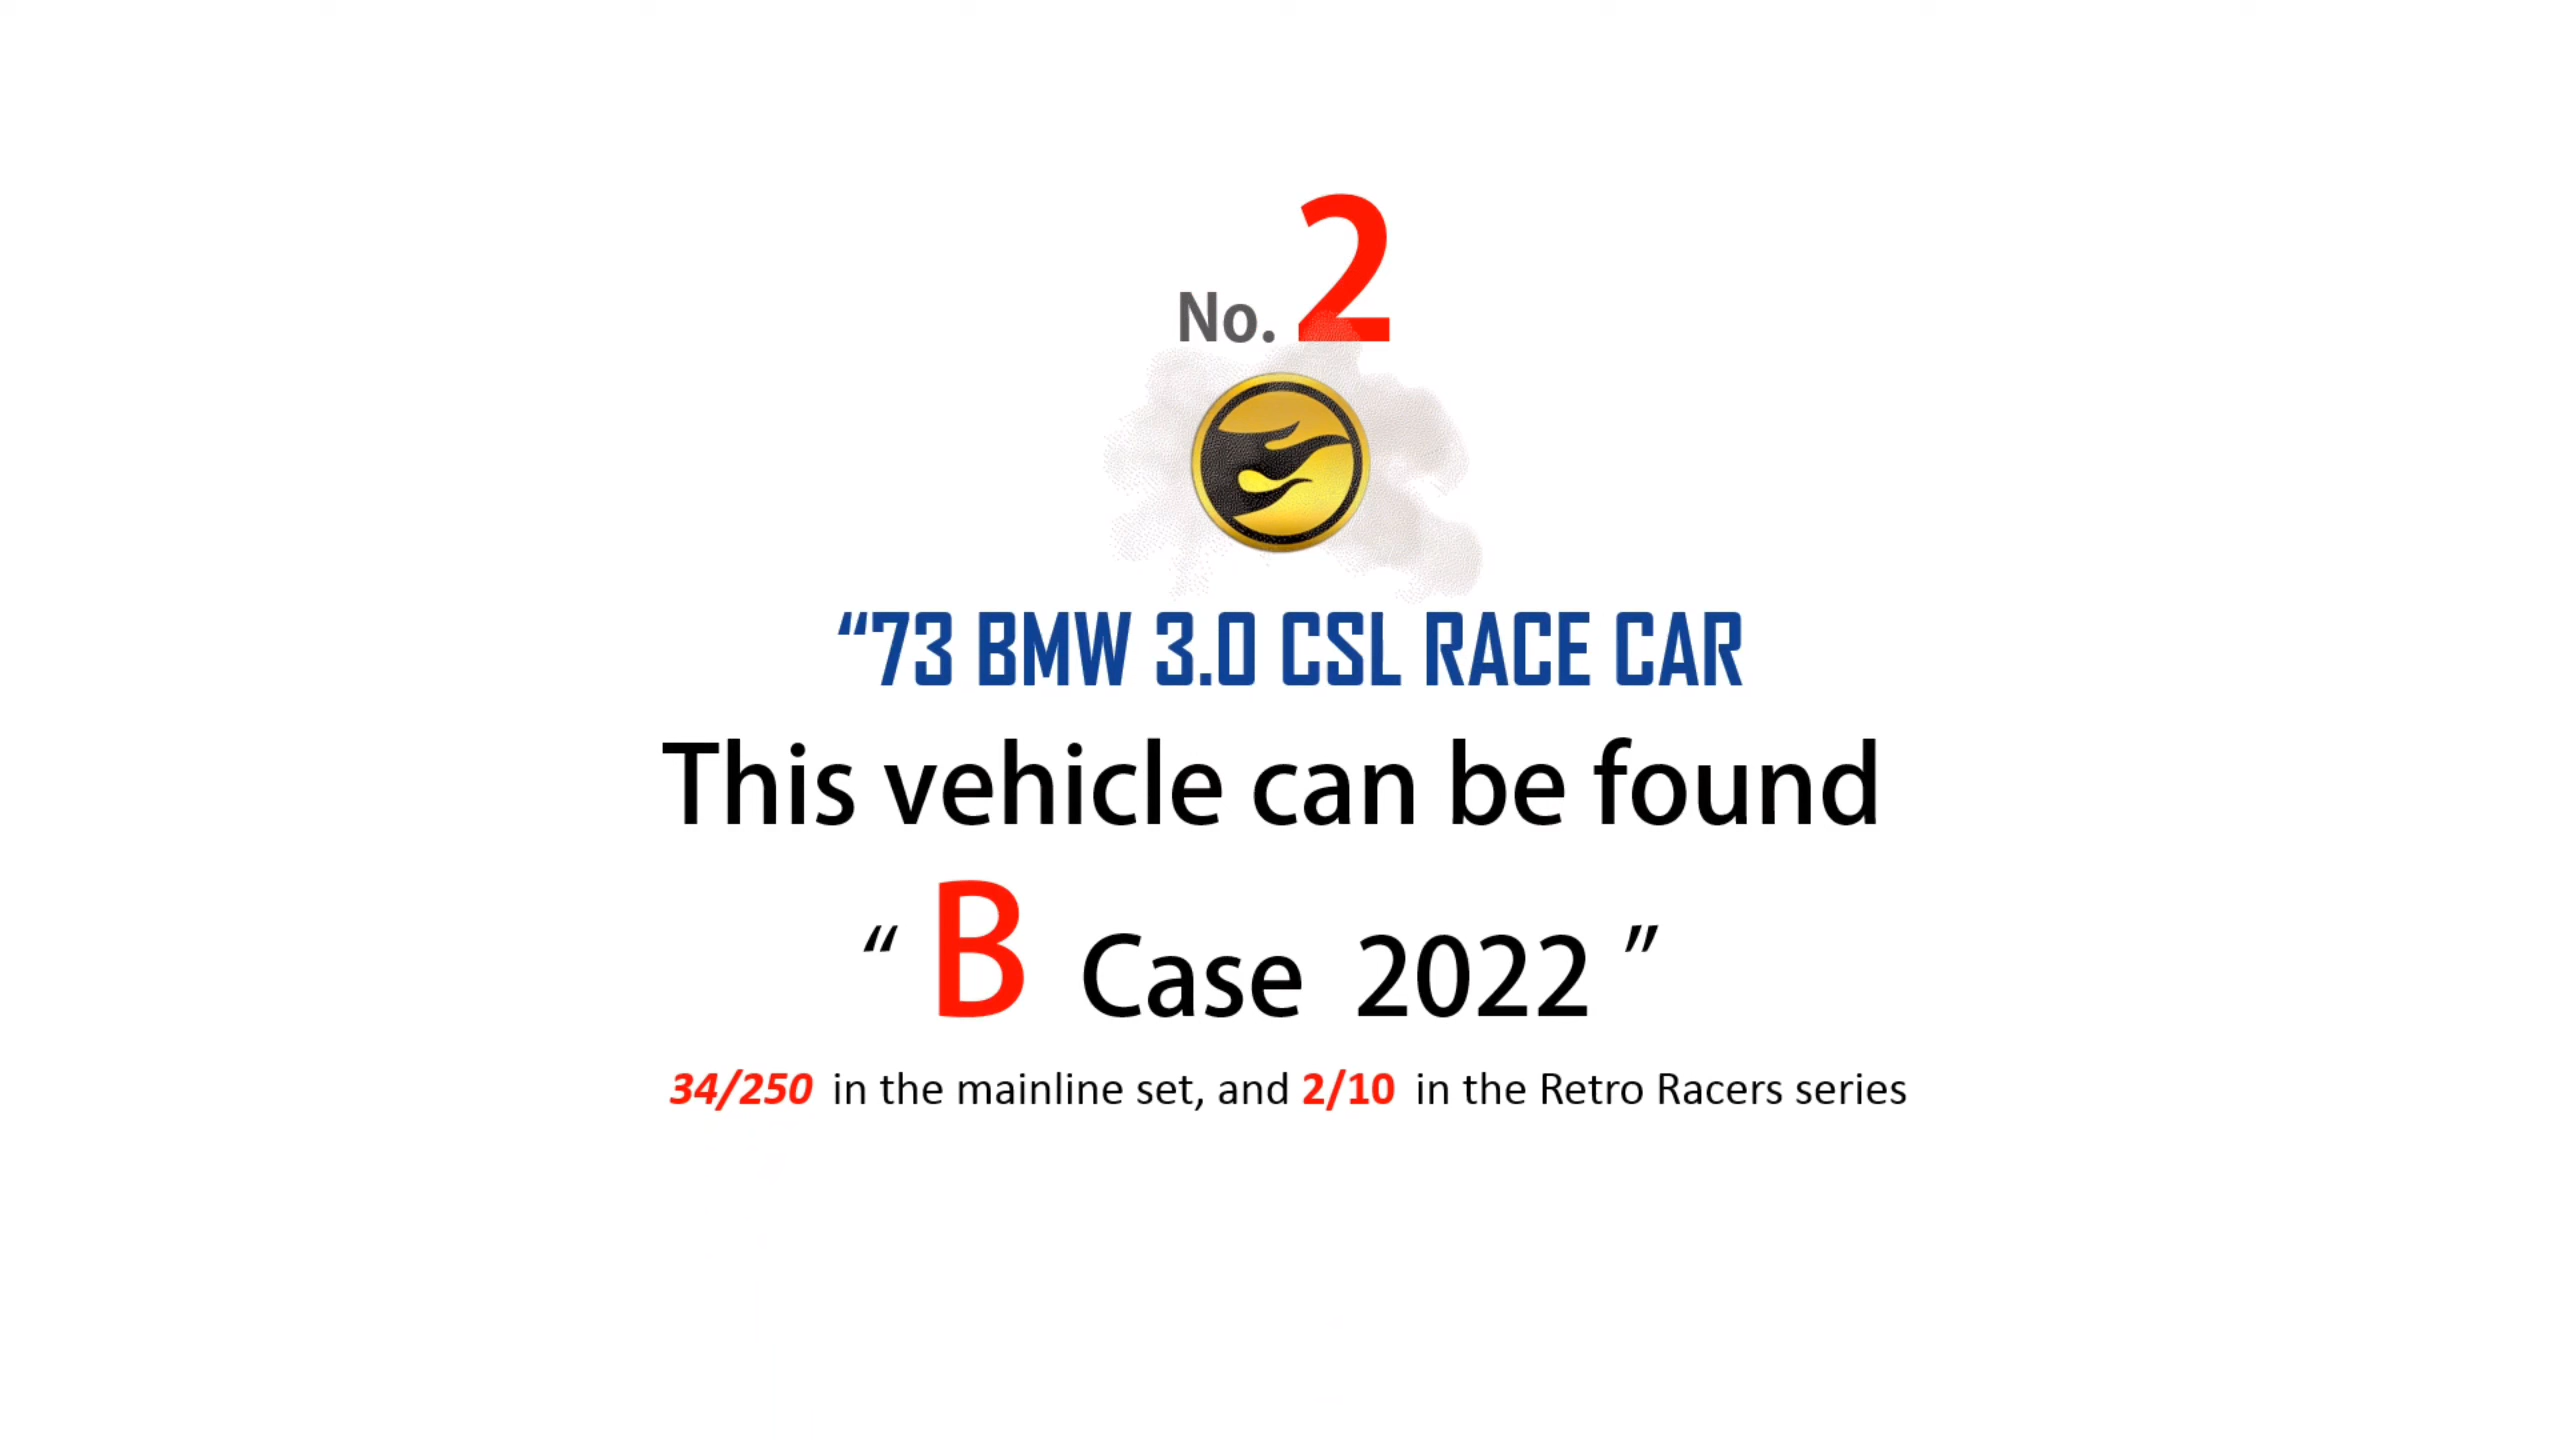 No. 2
“73 BMW 3.0 CSL RACE CAR
This vehicle can be found
“ B Case 2022 ”
34/250 in the mainline set, and 2/10 in the Retro Racers series